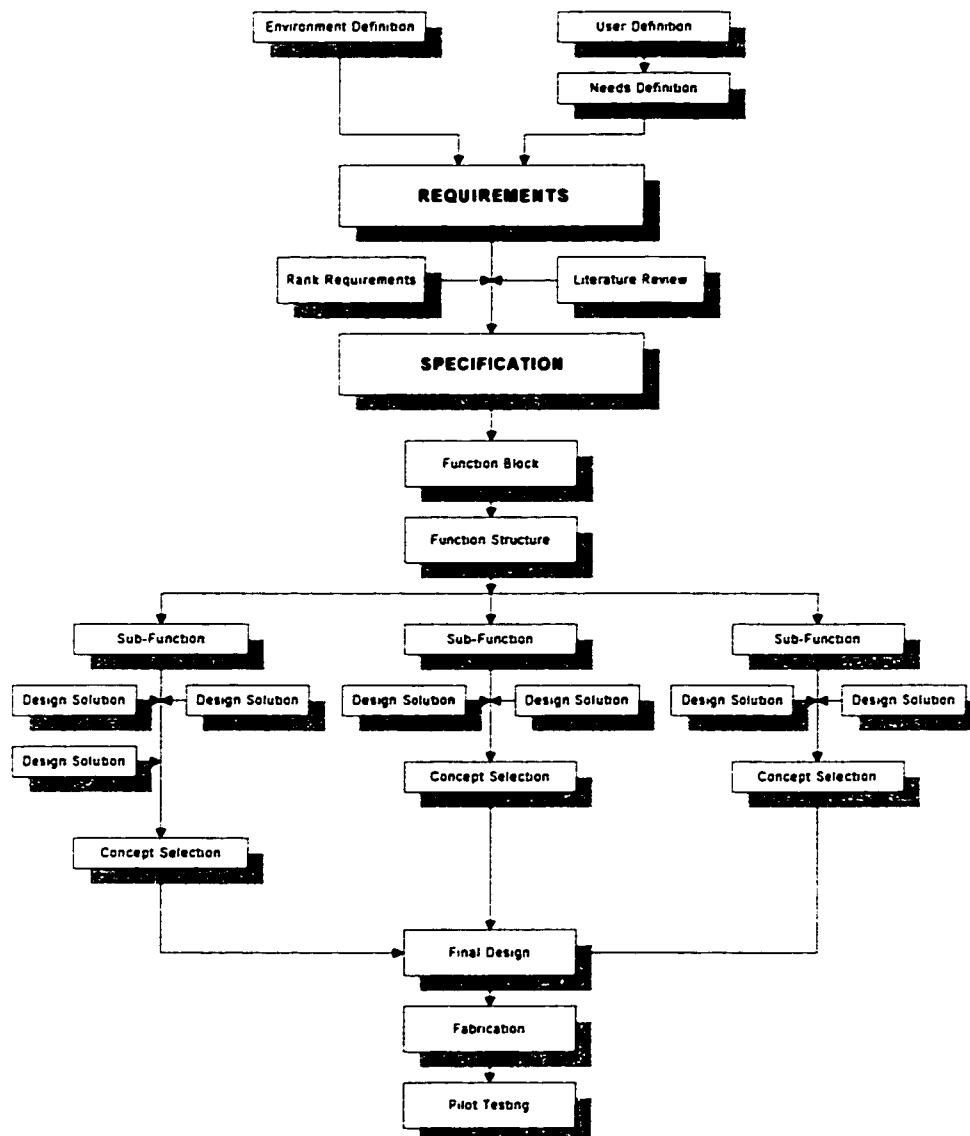 Environment Definition
User Definition
Needs Definition
REQUIREMENTS
Rank Requirements
Literature Review
SPECIFICATION
Function Block
Function Structure
Sub-Function
Sub-Function
Sub-Function
Design Solution
Design Solution
Design Solution
Design Solution
Design Solution
Design Solution
Design Solution
Concept Selection
Concept Selection
Concept Selection
Final Design
Fabrication
Pilot Testing